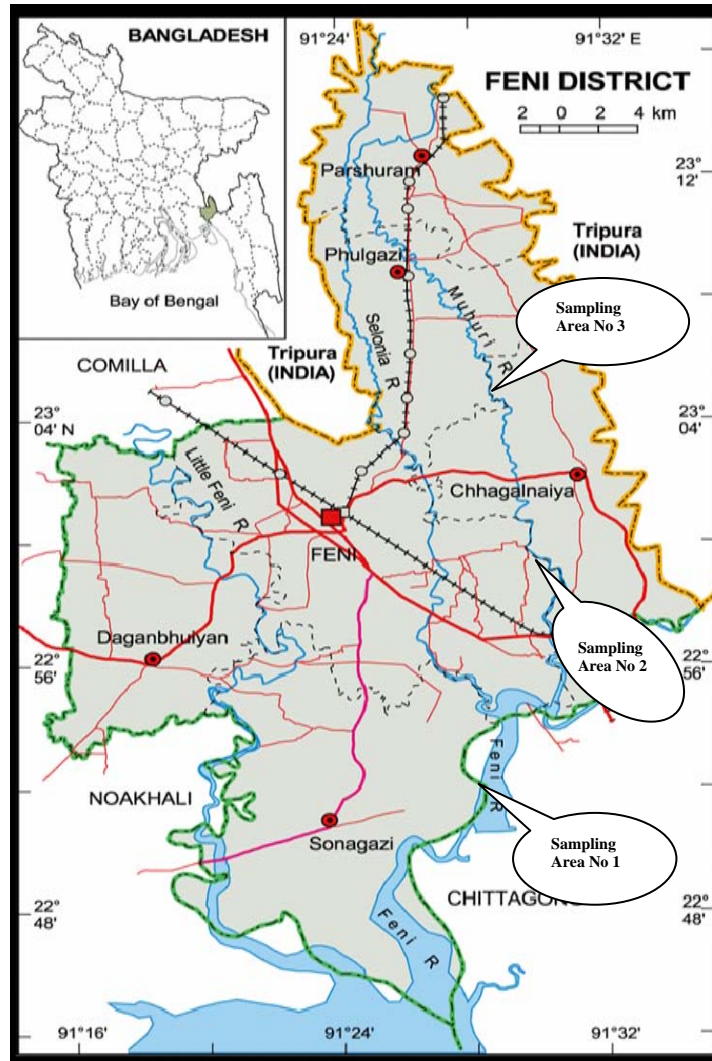 91°24'
91°32' E
BANGLADESH
Bay of Bengal
FENI DISTRICT
2 0 2 4 km
23°
12'
Parshuram
Tripura
(INDIA)
Phulgazi
Muhuri R
Selonia R
Sampling
Area No 3
COMILLA
Tripura
(INDIA)
23°
04' N
23°
04'
Little Feni R
Chhagalnaiya
FENI
Daganbhuiyan
22°
56'
Sampling
Area No 2
22°
56'
Feni R
NOAKHALI
Sonagazi
Sampling
Area No 1
CHITTAGONG
22°
48'
22°
48'
Feni R
91°16'
91°24'
91°32'